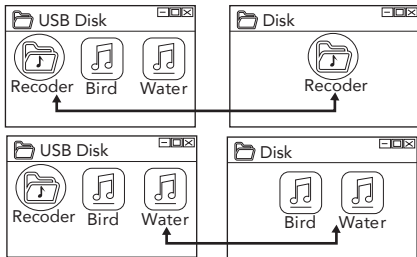 USB Disk
Disk
Recoder Bird Water
Recoder
USB Disk
Disk
Recoder Bird Water
Bird Water